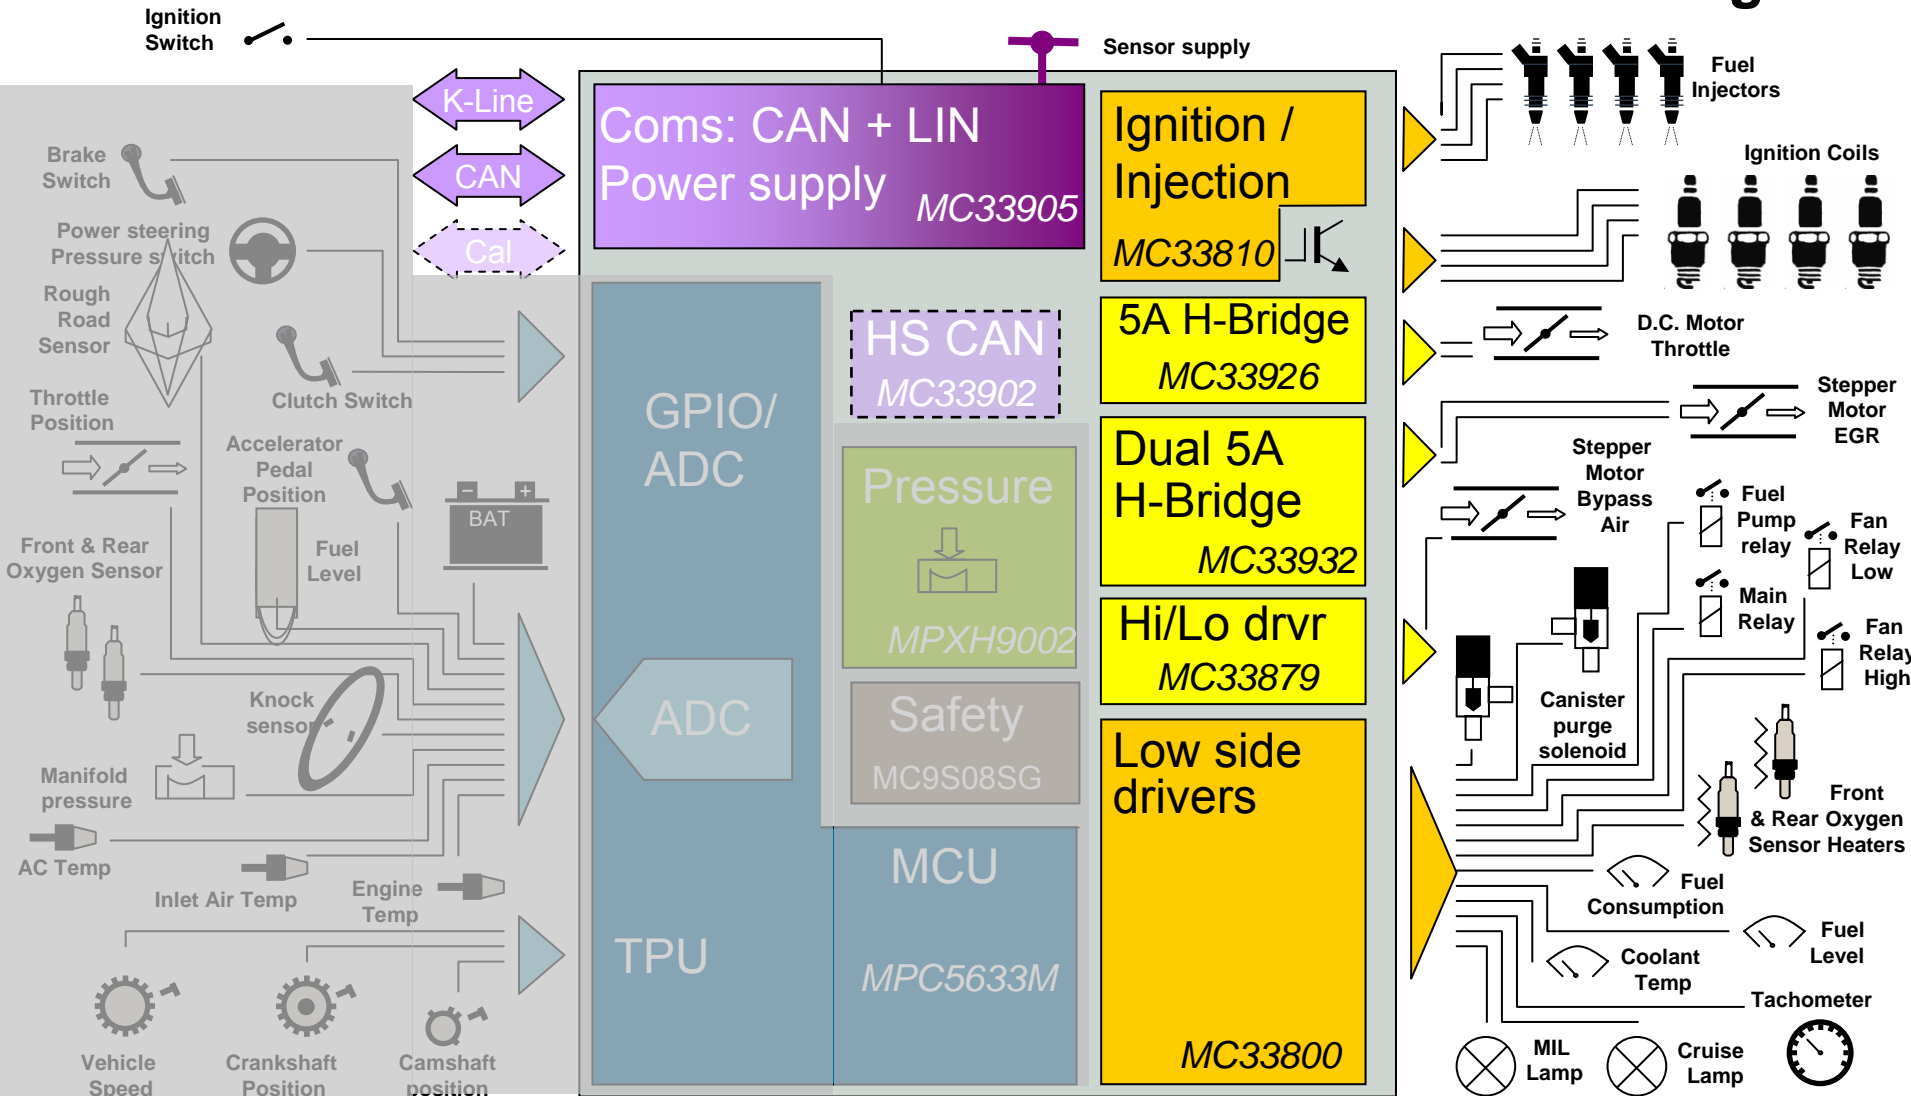 Ignition
Switch
Sensor supply
K-Line
CAN
Cal
Coms: CAN + LIN
Power supply
MC33905
Ignition /
Injection
MC33810
Fuel
Injectors
Ignition Coils
Brake
Switch
Power steering
Pressure switch
Rough
Road
Sensor
Clutch Switch
Throttle
Position
Accelerator
Pedal
Position
BAT
Front & Rear
Oxygen Sensor
Fuel
Level
Knock
sensor
Manifold
pressure
AC Temp
Inlet Air Temp
Engine
Temp
Vehicle
Speed
Crankshaft
Position
Camshaft
position
GPIO/
ADC
ADC
TPU
HS CAN
MC33902
Pressure
MPXH9002
Safety
MC9S08SG
MCU
MPC5633M
5A H-Bridge
MC33926
Dual 5A
H-Bridge
MC33932
Hi/Lo drvr
MC33879
Low side
drivers
MC33800
D.C. Motor
Throttle
Stepper
Motor
EGR
Stepper
Motor
Bypass
Air
Fuel
Pump
relay
Fan
Relay
Low
Main
Relay
Fan
Relay
High
Canister
purge
solenoid
Front
& Rear Oxygen
Sensor Heaters
Fuel
Consumption
Fuel
Level
Coolant
Temp
Tachometer
MIL
Lamp
Cruise
Lamp